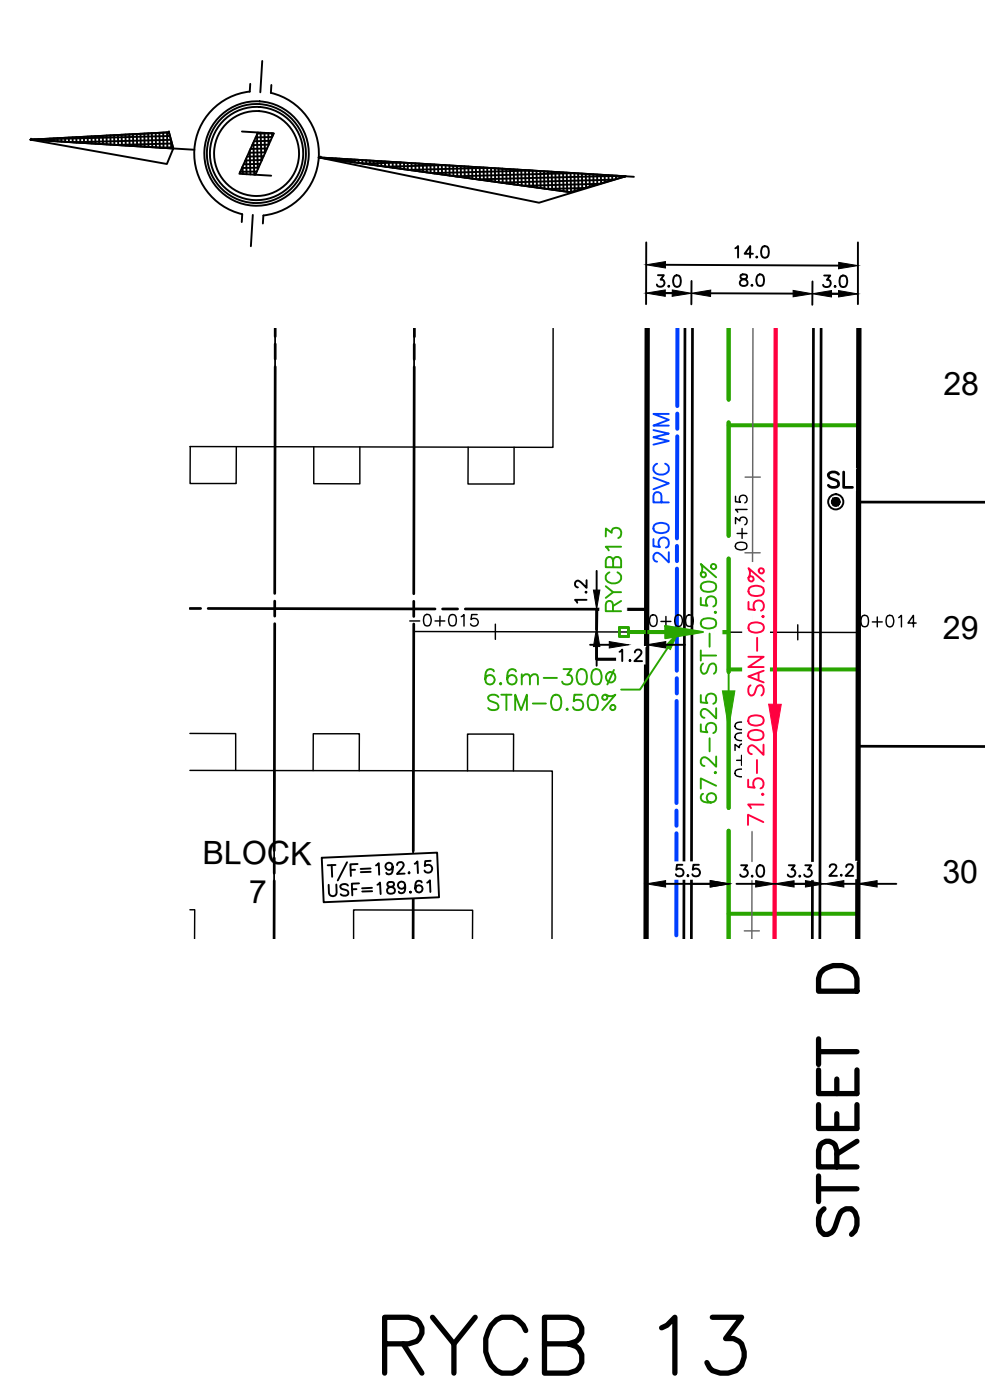 N
14.0
3.0
8.0
3.0
28
250 PVC WM
SL
0+315
RYCB13
1.2
-0+015
0+00
0+014
29
1.2
6.6m-300ø
STM-0.50%
67.2-525 ST-0.50%
71.5-200 SAN-0.50%
0+300
BLOCK
7
T/F=192.15
USF=189.61
5.5
3.0
3.3
2.2
30
STREET D
RYCB 13